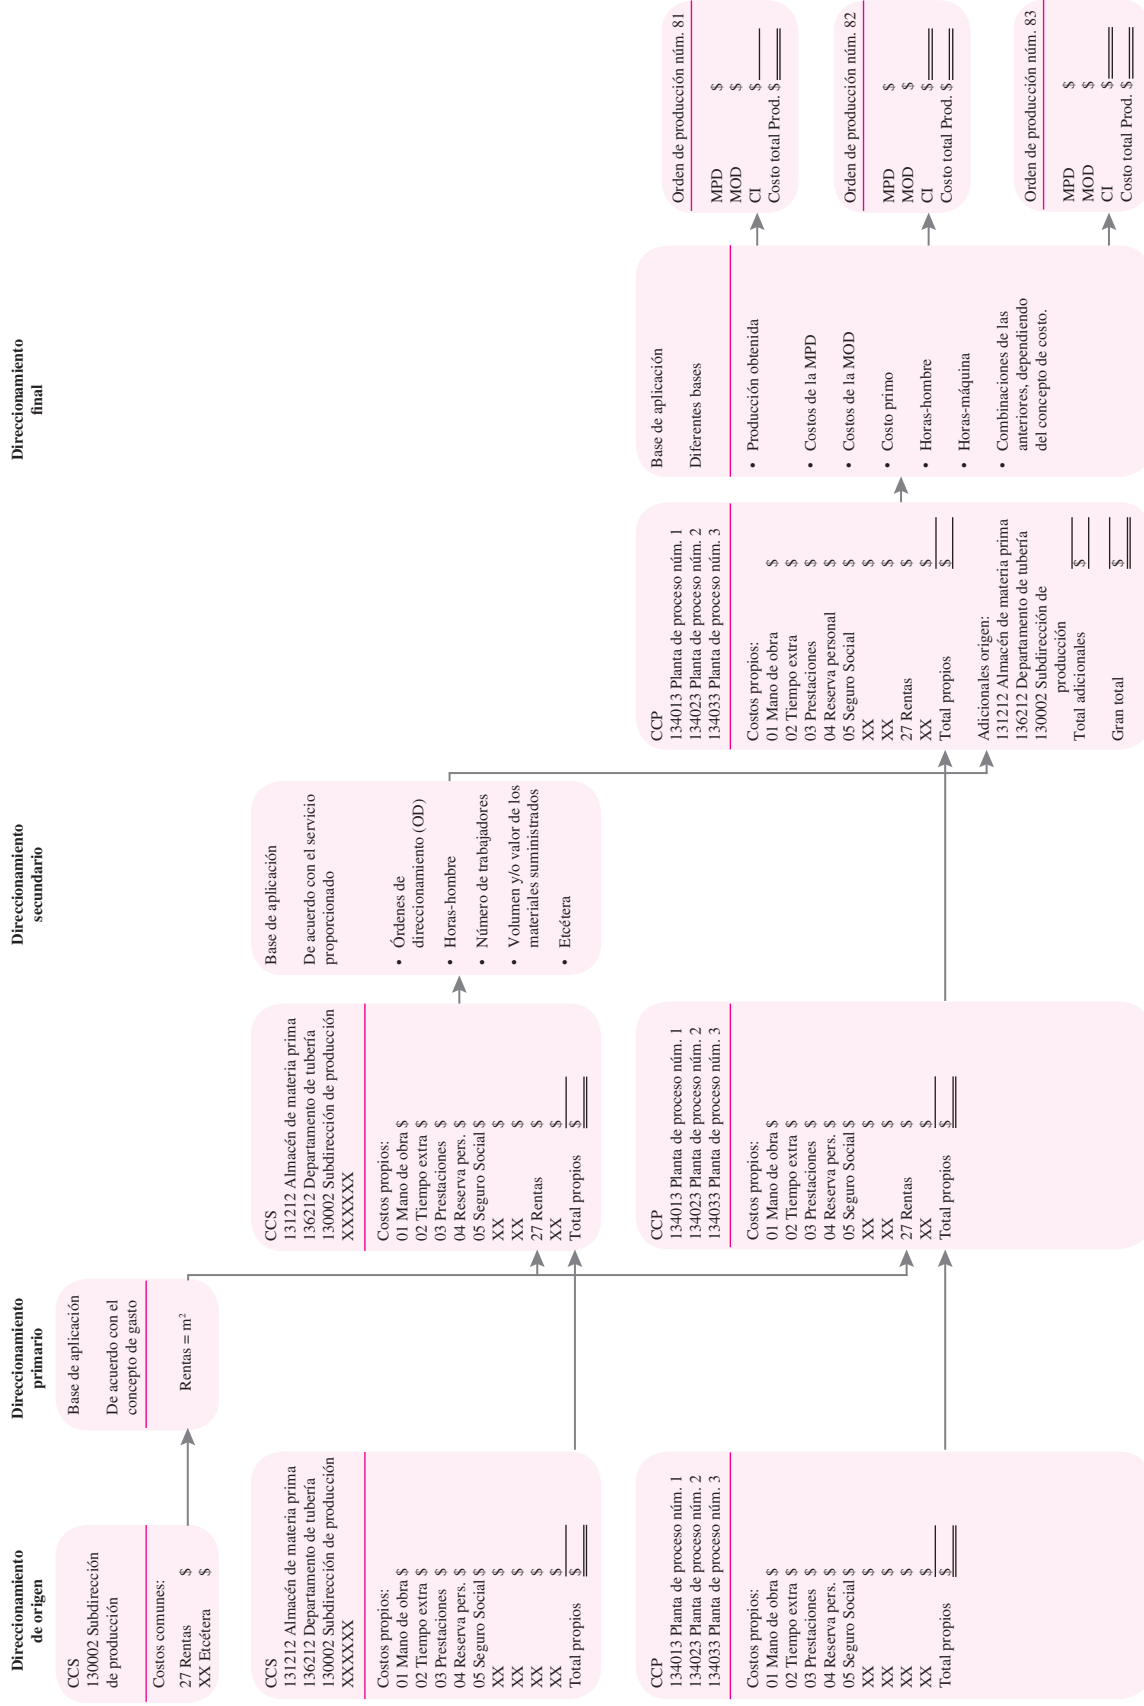 Direccionamiento
de origen
Direccionamiento
primario
Direccionamiento
secundario
Direccionamiento
final
CCS
130002 Subdirección
de producción
Costos comunes:
27 Rentas $
XX Etcétera $
Base de aplicación
De acuerdo con el
concepto de gasto
Rentas = m²
CCS
131212 Almacén de materia prima
136212 Departamento de tubería
130002 Subdirección de producción
XXXXXX
Costos propios:
01 Mano de obra $
02 Tiempo extra $
03 Prestaciones $
04 Reserva pers. $
05 Seguro Social $
XX $
XX $
XX $
XX $
Total propios $
CCS
131212 Almacén de materia prima
136212 Departamento de tubería
130002 Subdirección de producción
XXXXXX
Costos propios:
01 Mano de obra $
02 Tiempo extra $
03 Prestaciones $
04 Reserva pers. $
05 Seguro Social $
XX $
XX $
27 Rentas $
XX $
Total propios $
Base de aplicación
De acuerdo con el servicio
proporcionado
• Órdenes de
direccionamiento (OD)
• Horas-hombre
• Número de trabajadores
• Volumen y/o valor de los
materiales suministrados
• Etcétera
CCP
134013 Planta de proceso núm. 1
134023 Planta de proceso núm. 2
134033 Planta de proceso núm. 3
Costos propios:
01 Mano de obra $
02 Tiempo extra $
03 Prestaciones $
04 Reserva pers. $
05 Seguro Social $
XX $
XX $
XX $
XX $
Total propios $
CCP
134013 Planta de proceso núm. 1
134023 Planta de proceso núm. 2
134033 Planta de proceso núm. 3
Costos propios:
01 Mano de obra $
02 Tiempo extra $
03 Prestaciones $
04 Reserva pers. $
05 Seguro Social $
XX $
XX $
27 Rentas $
XX $
Total propios $
CCP
134013 Planta de proceso núm. 1
134023 Planta de proceso núm. 2
134033 Planta de proceso núm. 3
Costos propios:
01 Mano de obra $
02 Tiempo extra $
03 Prestaciones $
04 Reserva personal $
05 Seguro Social $
XX $
XX $
27 Rentas $
XX $
Total propios $
Adicionales origen:
131212 Almacén de materia prima
136212 Departamento de tubería
130002 Subdirección de
producción
Total adicionales $
Gran total $
Base de aplicación
Diferentes bases
• Producción obtenida
• Costos de la MPD
• Costos de la MOD
• Costo primo
• Horas-hombre
• Horas-máquina
• Combinaciones de las
anteriores, dependiendo
del concepto de costo.
Orden de producción núm. 81
MPD $
MOD $
CI $
Costo total Prod. $
Orden de producción núm. 82
MPD $
MOD $
CI $
Costo total Prod. $
Orden de producción núm. 83
MPD $
MOD $
CI $
Costo total Prod. $